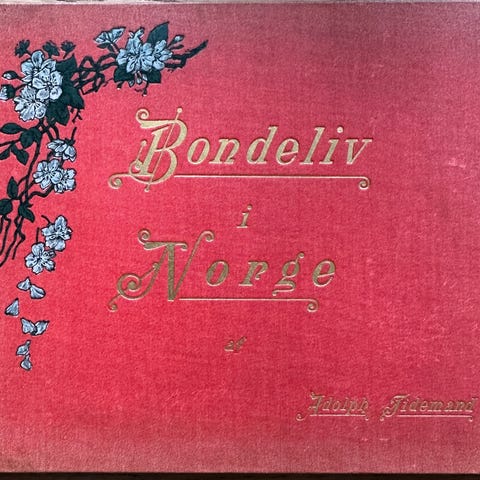 Bondeliv
i
Norge
af
Adolph Tidemand